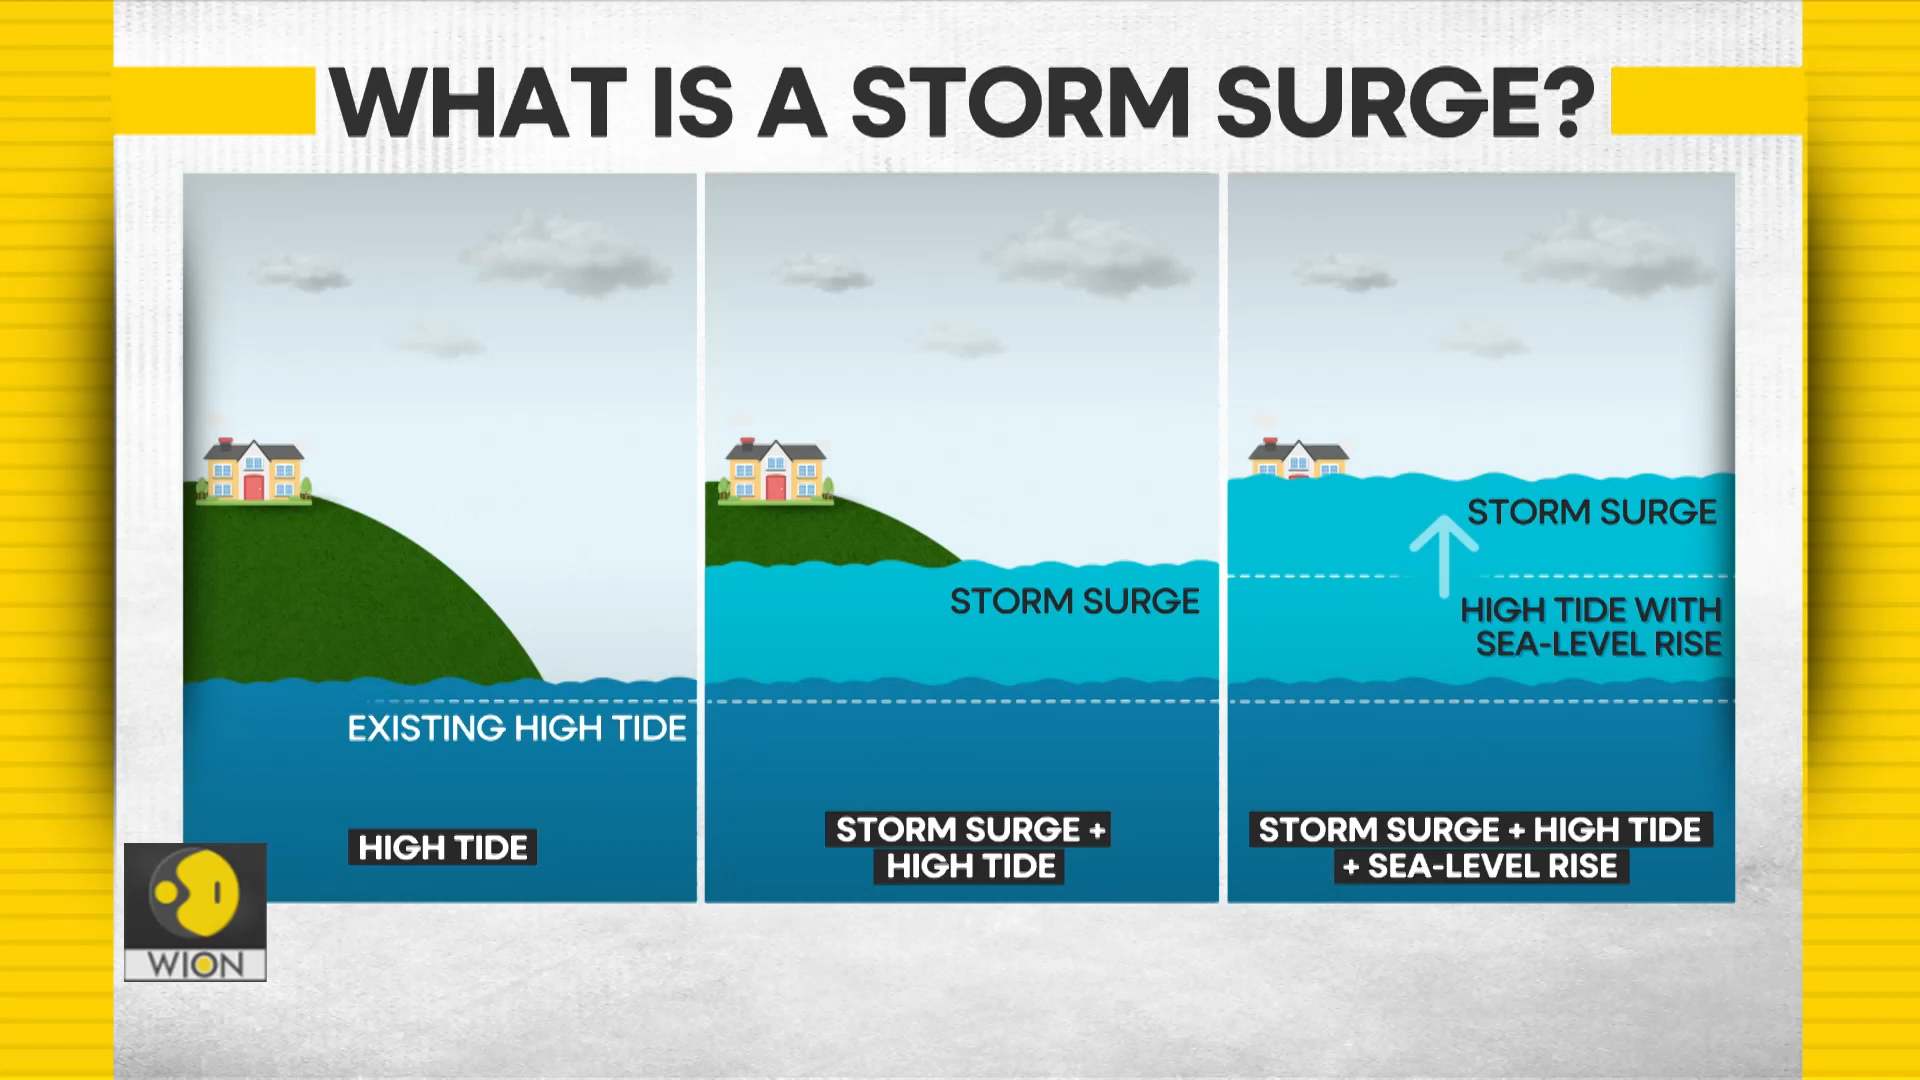 WHAT IS A STORM SURGE?
EXISTING HIGH TIDE
HIGH TIDE
STORM SURGE
STORM SURGE +
HIGH TIDE
STORM SURGE
HIGH TIDE WITH
SEA-LEVEL RISE
STORM SURGE + HIGH TIDE
+ SEA-LEVEL RISE
WION